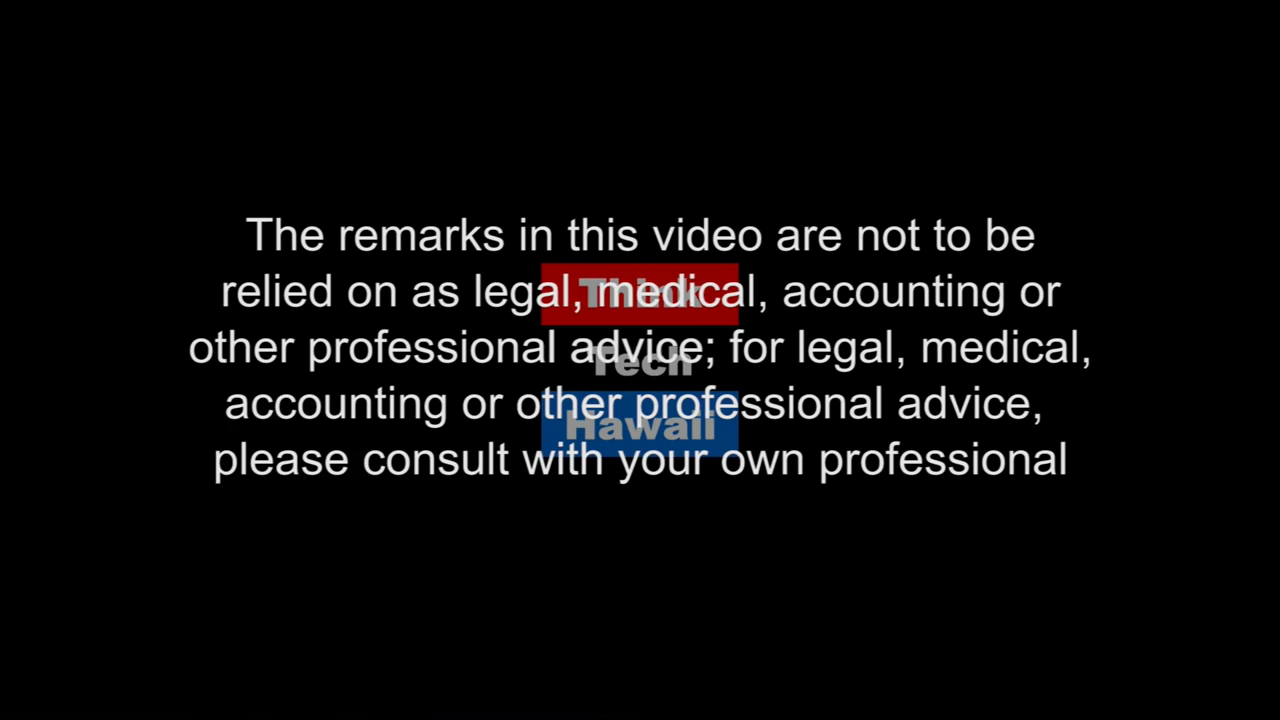 The remarks in this video are not to be
relied on as legal, medical, accounting or
other professional advice; for legal, medical,
accounting or other professional advice,
please consult with your own professional
Think
Tech
Hawaii